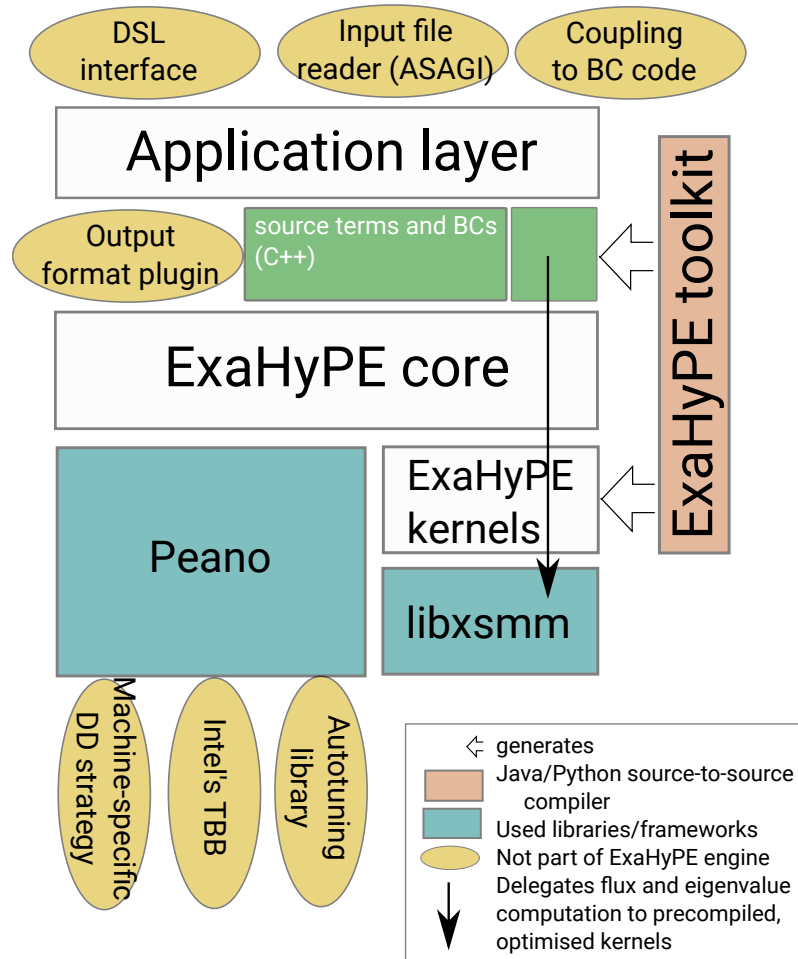 DSL
interface
Input file
reader (ASAGI)
Coupling
to BC code
Application layer
Output
format plugin
source terms and BCs
(C++)
ExaHyPE toolkit
ExaHyPE core
Peano
ExaHyPE
kernels
libxsmm
Machine-specific
DD strategy
Intel's TBB
Autotuning
library
generates
Java/Python source-to-source
compiler
Used libraries/frameworks
Not part of ExaHyPE engine
Delegates flux and eigenvalue
computation to precompiled,
optimised kernels